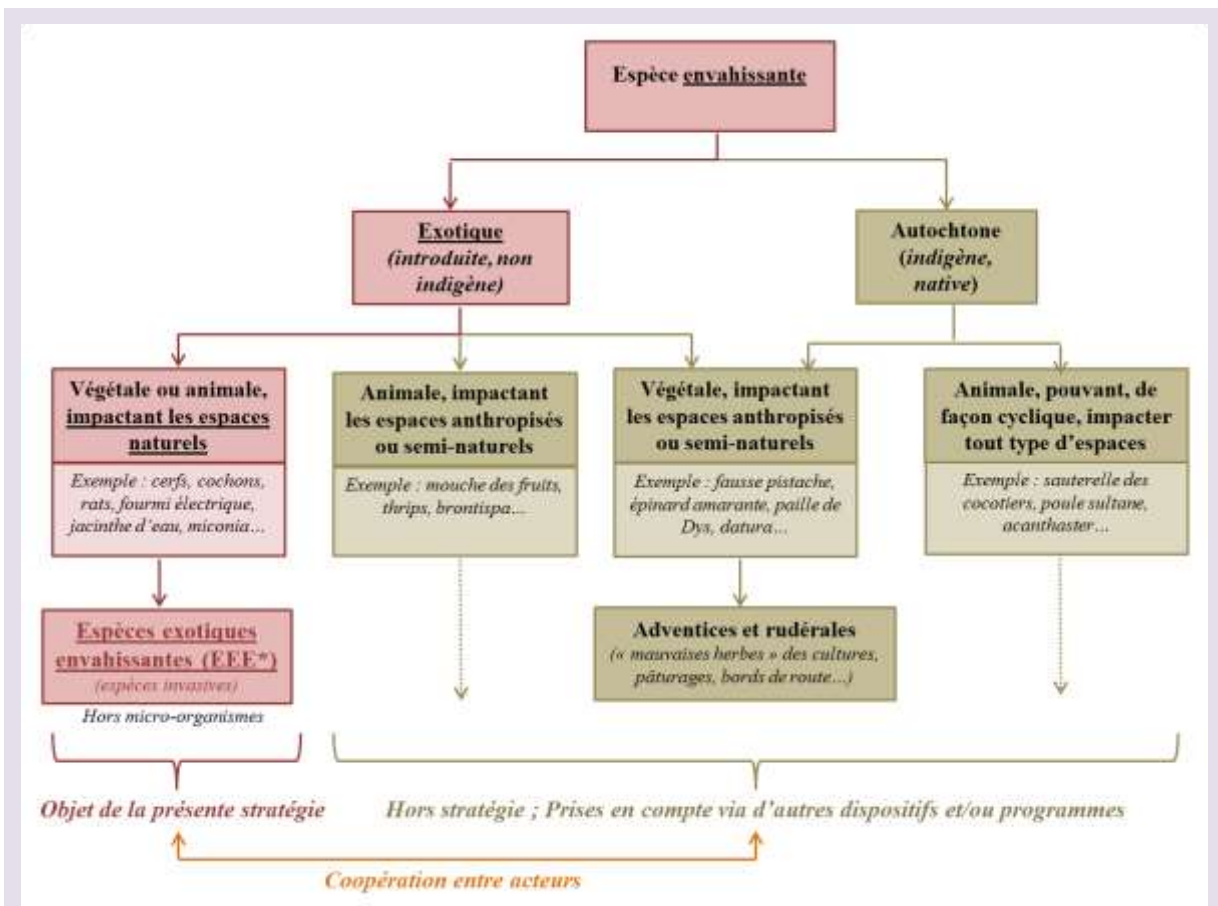 Espèce envahissante
Exotique
(introduite, non
indigène)
Autochtone
(indigène,
native)
Végétale ou animale,
impactant les espaces
naturels
Exemple : cerfs, cochons,
rats, fourmi électrique,
jacinthe d'eau, miconia…
Animale, impactant
les espaces anthropisés
ou semi-naturels
Exemple : mouche des fruits,
thrips, brontispa…
Végétale, impactant
les espaces anthropisés
ou semi-naturels
Exemple : fausse pistache,
épinard amarante, paille de
Dys, datura…
Animale, pouvant, de
façon cyclique, impacter
tout type d'espaces
Exemple : sauterelle des
cocotiers, poule sultane,
acanthaster…
Espèces exotiques
envahissantes (EEE*)
(espèces invasives)
Hors micro-organismes
Adventices et rudérales
(« mauvaises herbes » des cultures,
pâturages, bords de route…)
Objet de la présente stratégie
Hors stratégie ; Prises en compte via d'autres dispositifs et/ou programmes
Coopération entre acteurs